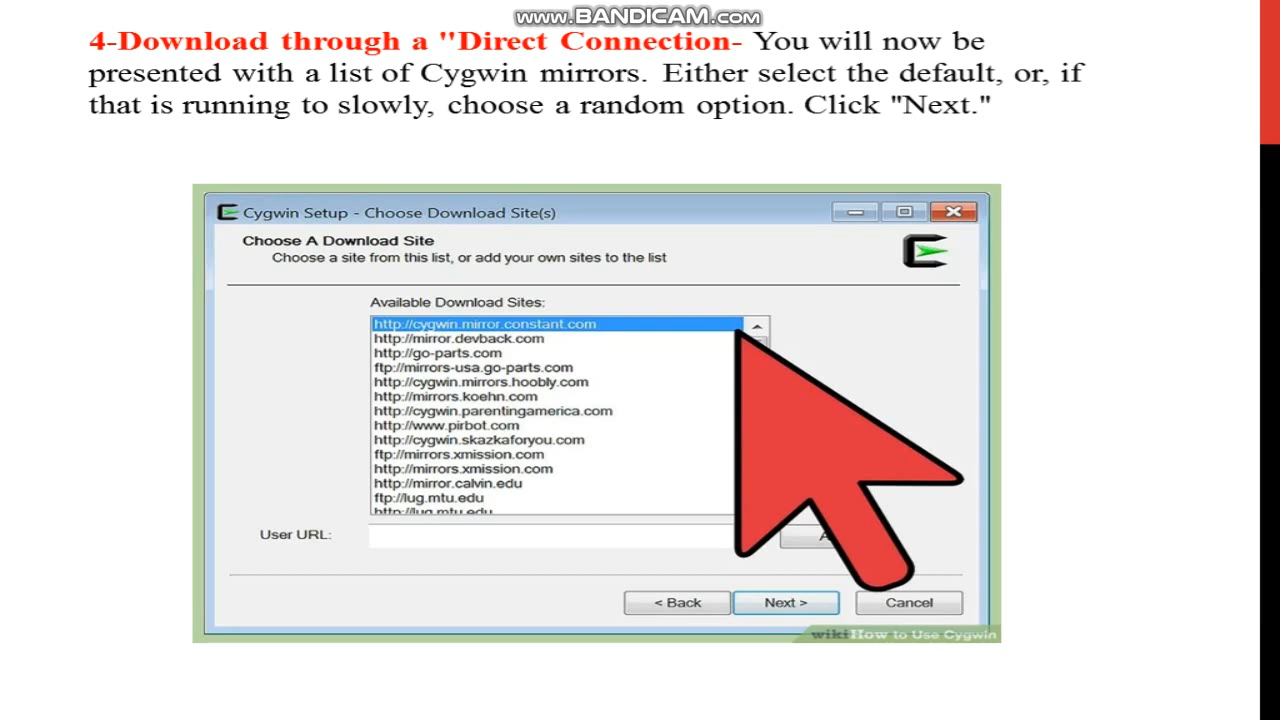 www.BANDICAM.com
4-Download through a "Direct Connection- You will now be
presented with a list of Cygwin mirrors. Either select the default, or, if
that is running to slowly, choose a random option. Click "Next."
Cygwin Setup - Choose Download Site(s)
Choose A Download Site
Choose a site from this list, or add your own sites to the list
Available Download Sites:
http://cygwin.mirror.constant.com
http://mirror.devback.com
http://go-parts.com
ftp://mirrors-usa.go-parts.com
http://cygwin.mirrors.hoobly.com
http://mirrors.koehn.com
http://cygwin.parentingamerica.com
http://www.pirbot.com
http://cygwin.skazkaforyou.com
ftp://mirrors.xmission.com
http://mirrors.xmission.com
http://mirror.calvin.edu
ftp://lug.mtu.edu
http://lug.mtu.edu
User URL:
< Back Next > Cancel
wikiHow to Use Cygwin